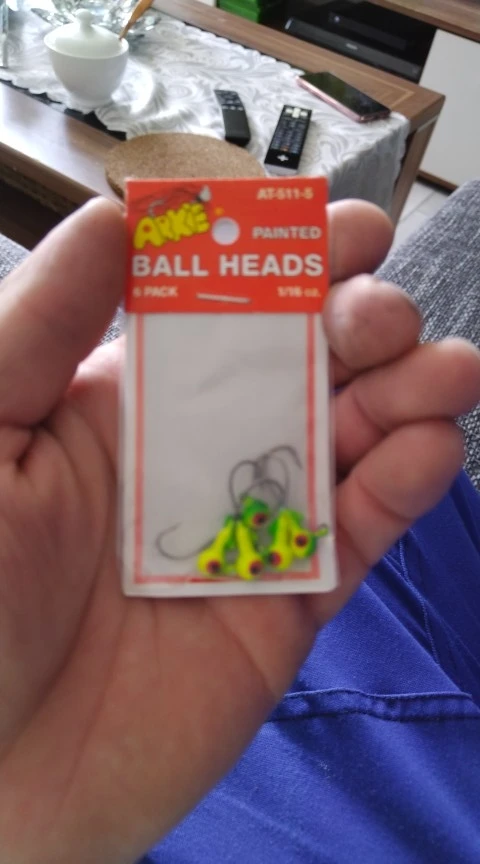 ARKIE
AT-511-5
PAINTED
BALL HEADS
5 PACK
1/16 oz.